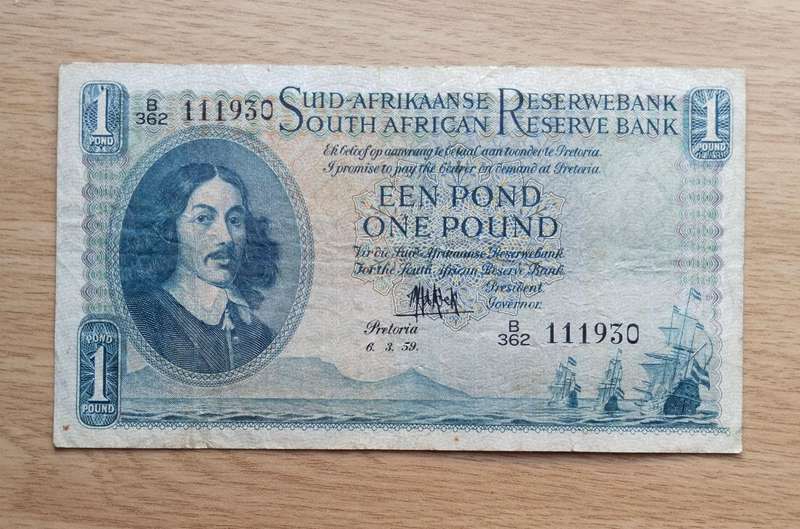 1
POND
B/362 111930
SUID-AFRIKAANSE RESERWEBANK
SOUTH AFRICAN RESERVE BANK
1
POND
Ek beloof op aanvraag te betaal aan toonder te Pretoria.
I promise to pay the bearer on demand at Pretoria.
EEN POND
ONE POUND
Vir die Suid-Afrikaanse Reserwebank
For the South African Reserve Bank
President
Governor.
Pretoria
6. 3. 59.
B/362 111930
1
POUND